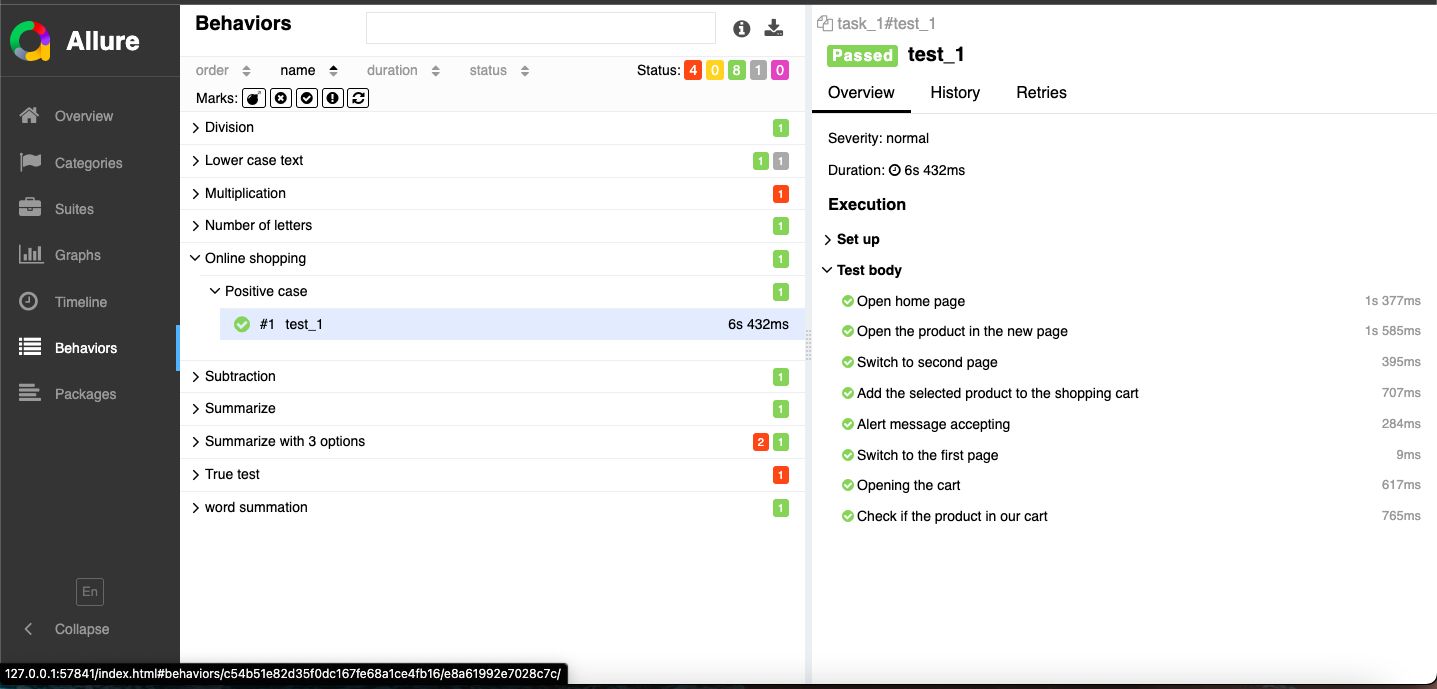 Allure
Overview
Categories
Suites
Graphs
Timeline
Behaviors
Packages
En
Collapse
Behaviors
order name duration status Status: 4 0 8 1 0
Marks:
Division 1
Lower case text 1 1
Multiplication 1
Number of letters 1
Online shopping 1
Positive case 1
#1 test_1 6s 432ms
Subtraction 1
Summarize 1
Summarize with 3 options 2 1
True test 1
word summation 1
task_1#test_1
Passed test_1
Overview History Retries
Severity: normal
Duration: 6s 432ms
Execution
Set up
Test body
Open home page 1s 377ms
Open the product in the new page 1s 585ms
Switch to second page 395ms
Add the selected product to the shopping cart 707ms
Alert message accepting 284ms
Switch to the first page 9ms
Opening the cart 617ms
Check if the product in our cart 765ms
127.0.0.1:57841/index.html#behaviors/c54b51e82d35f0dc167fe68a1ce4fb16/e8a61992e7028c7c/